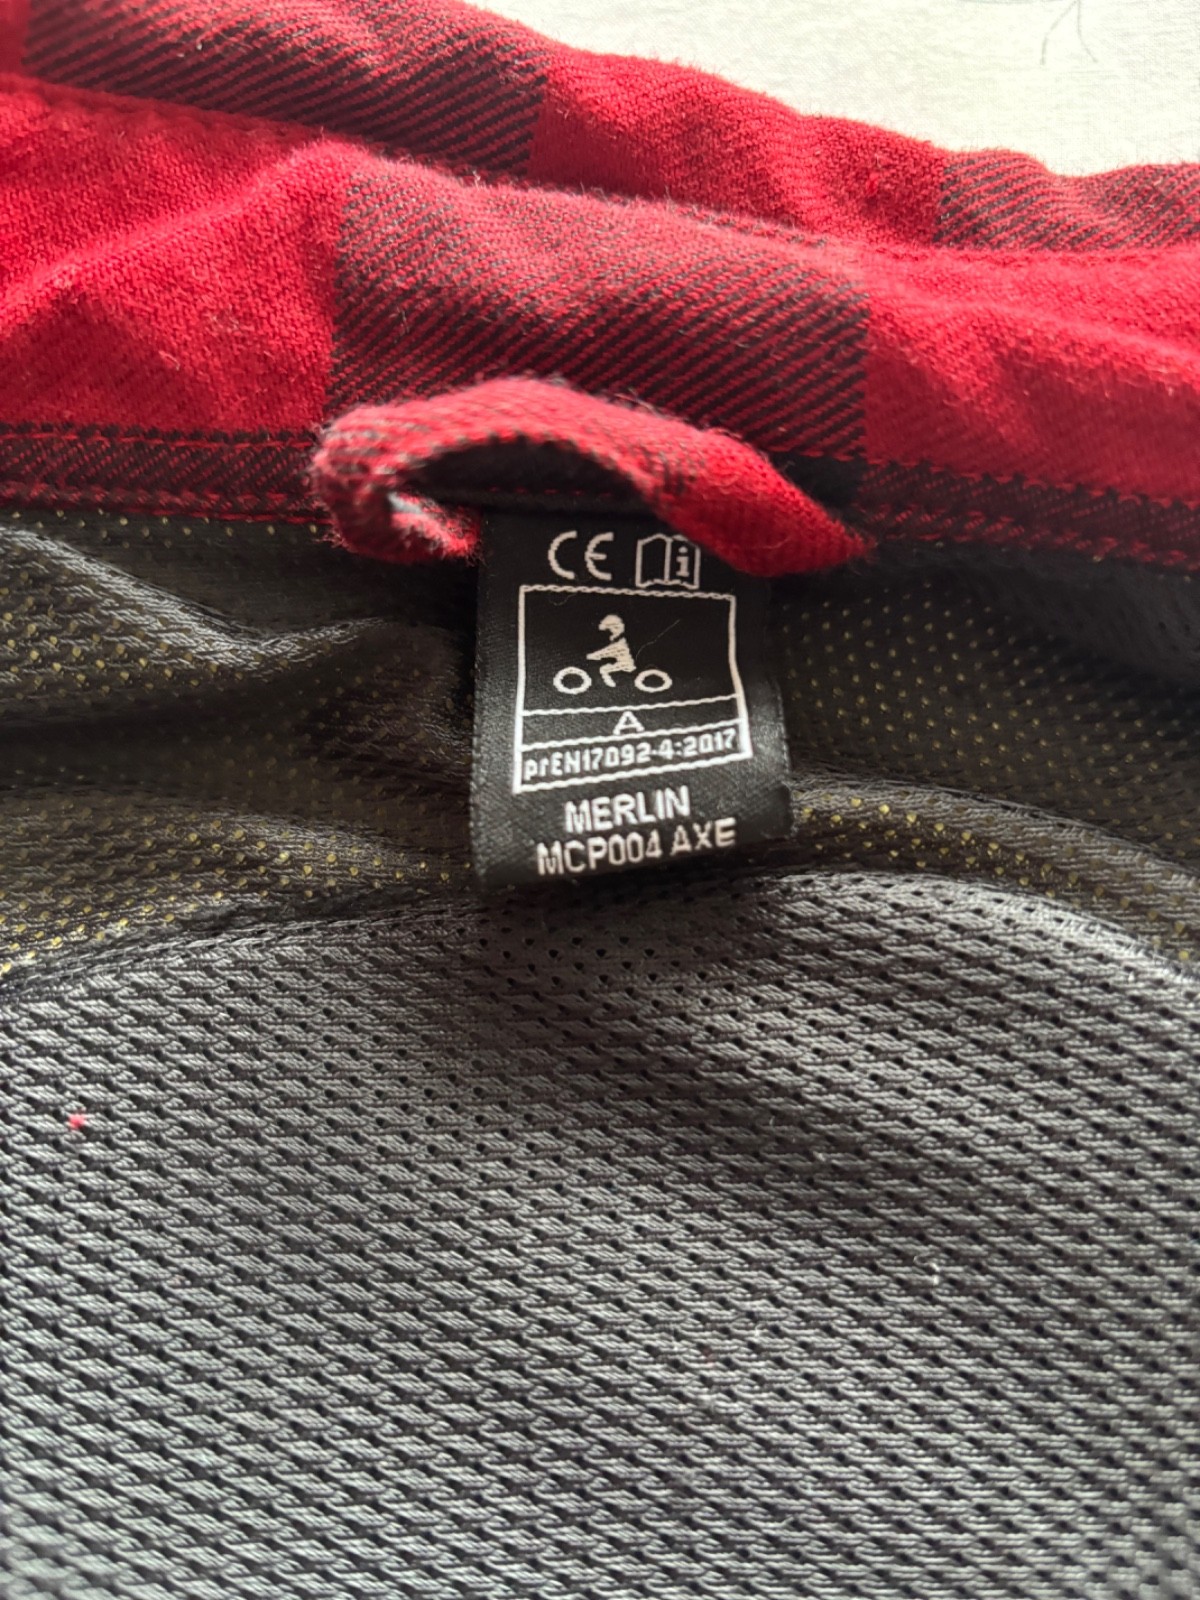 CE i
A
prEN17092-4:2017
MERLIN
MCP004 AXE